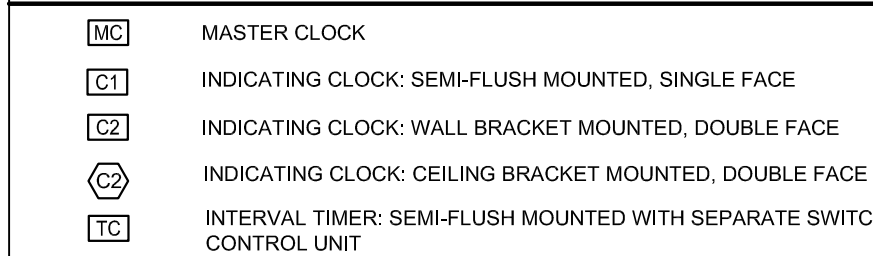 MC MASTER CLOCK
C1 INDICATING CLOCK: SEMI-FLUSH MOUNTED, SINGLE FACE
C2 INDICATING CLOCK: WALL BRACKET MOUNTED, DOUBLE FACE
C2 INDICATING CLOCK: CEILING BRACKET MOUNTED, DOUBLE FACE
TC INTERVAL TIMER: SEMI-FLUSH MOUNTED WITH SEPARATE SWITC
CONTROL UNIT